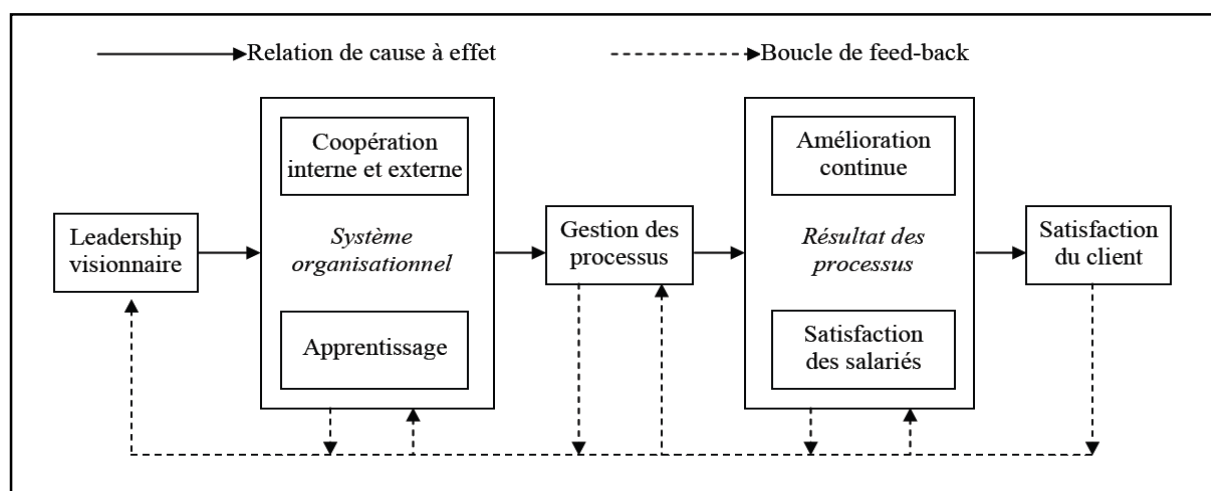 Relation de cause à effet
Boucle de feed-back
Leadership
visionnaire
Coopération
interne et externe
Système
organisationnel
Apprentissage
Gestion des
processus
Amélioration
continue
Résultat des
processus
Satisfaction
des salariés
Satisfaction
du client